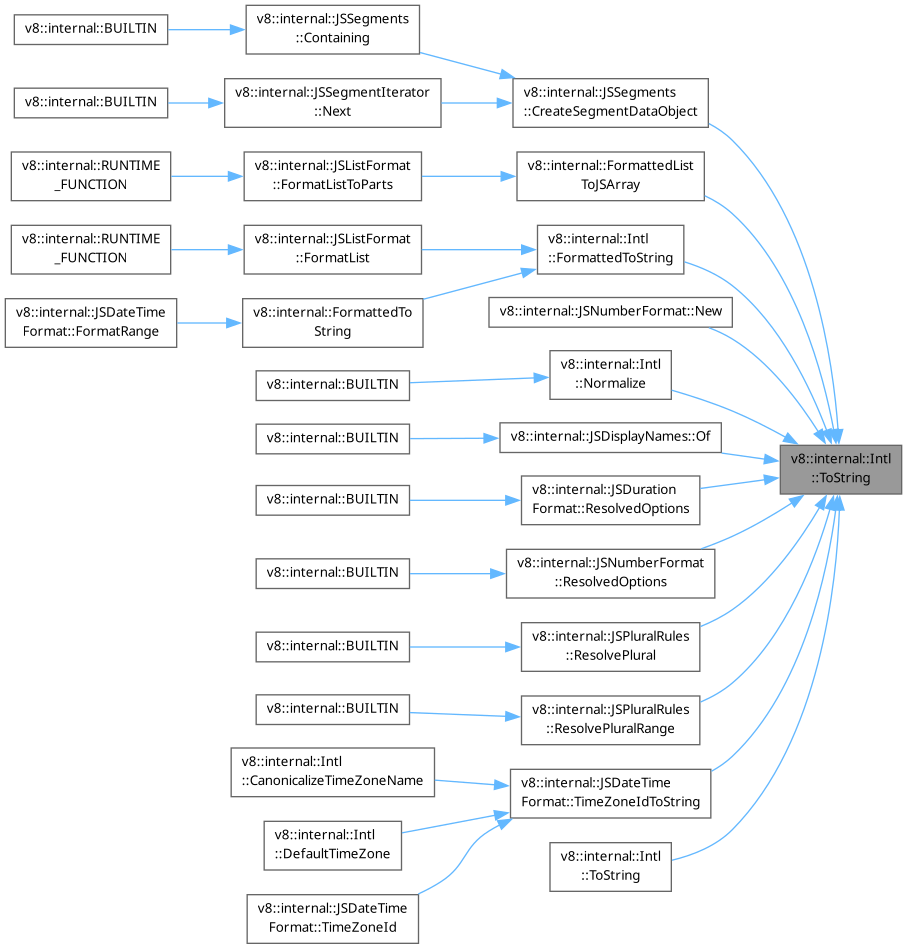 v8::internal::BUILTIN
v8::internal::JSSegments
::Containing
v8::internal::BUILTIN
v8::internal::JSSegmentIterator
::Next
v8::internal::JSSegments
::CreateSegmentDataObject
v8::internal::RUNTIME
_FUNCTION
v8::internal::JSListFormat
::FormatListToParts
v8::internal::FormattedList
ToJSArray
v8::internal::RUNTIME
_FUNCTION
v8::internal::JSListFormat
::FormatList
v8::internal::Intl
::FormattedToString
v8::internal::JSDateTime
Format::FormatRange
v8::internal::FormattedTo
String
v8::internal::JSNumberFormat::New
v8::internal::BUILTIN
v8::internal::Intl
::Normalize
v8::internal::BUILTIN
v8::internal::JSDisplayNames::Of
v8::internal::Intl
::ToString
v8::internal::BUILTIN
v8::internal::JSDuration
Format::ResolvedOptions
v8::internal::BUILTIN
v8::internal::JSNumberFormat
::ResolvedOptions
v8::internal::BUILTIN
v8::internal::JSPluralRules
::ResolvePlural
v8::internal::BUILTIN
v8::internal::JSPluralRules
::ResolvePluralRange
v8::internal::Intl
::CanonicalizeTimeZoneName
v8::internal::JSDateTime
Format::TimeZoneIdToString
v8::internal::Intl
::DefaultTimeZone
v8::internal::Intl
::ToString
v8::internal::JSDateTime
Format::TimeZoneId